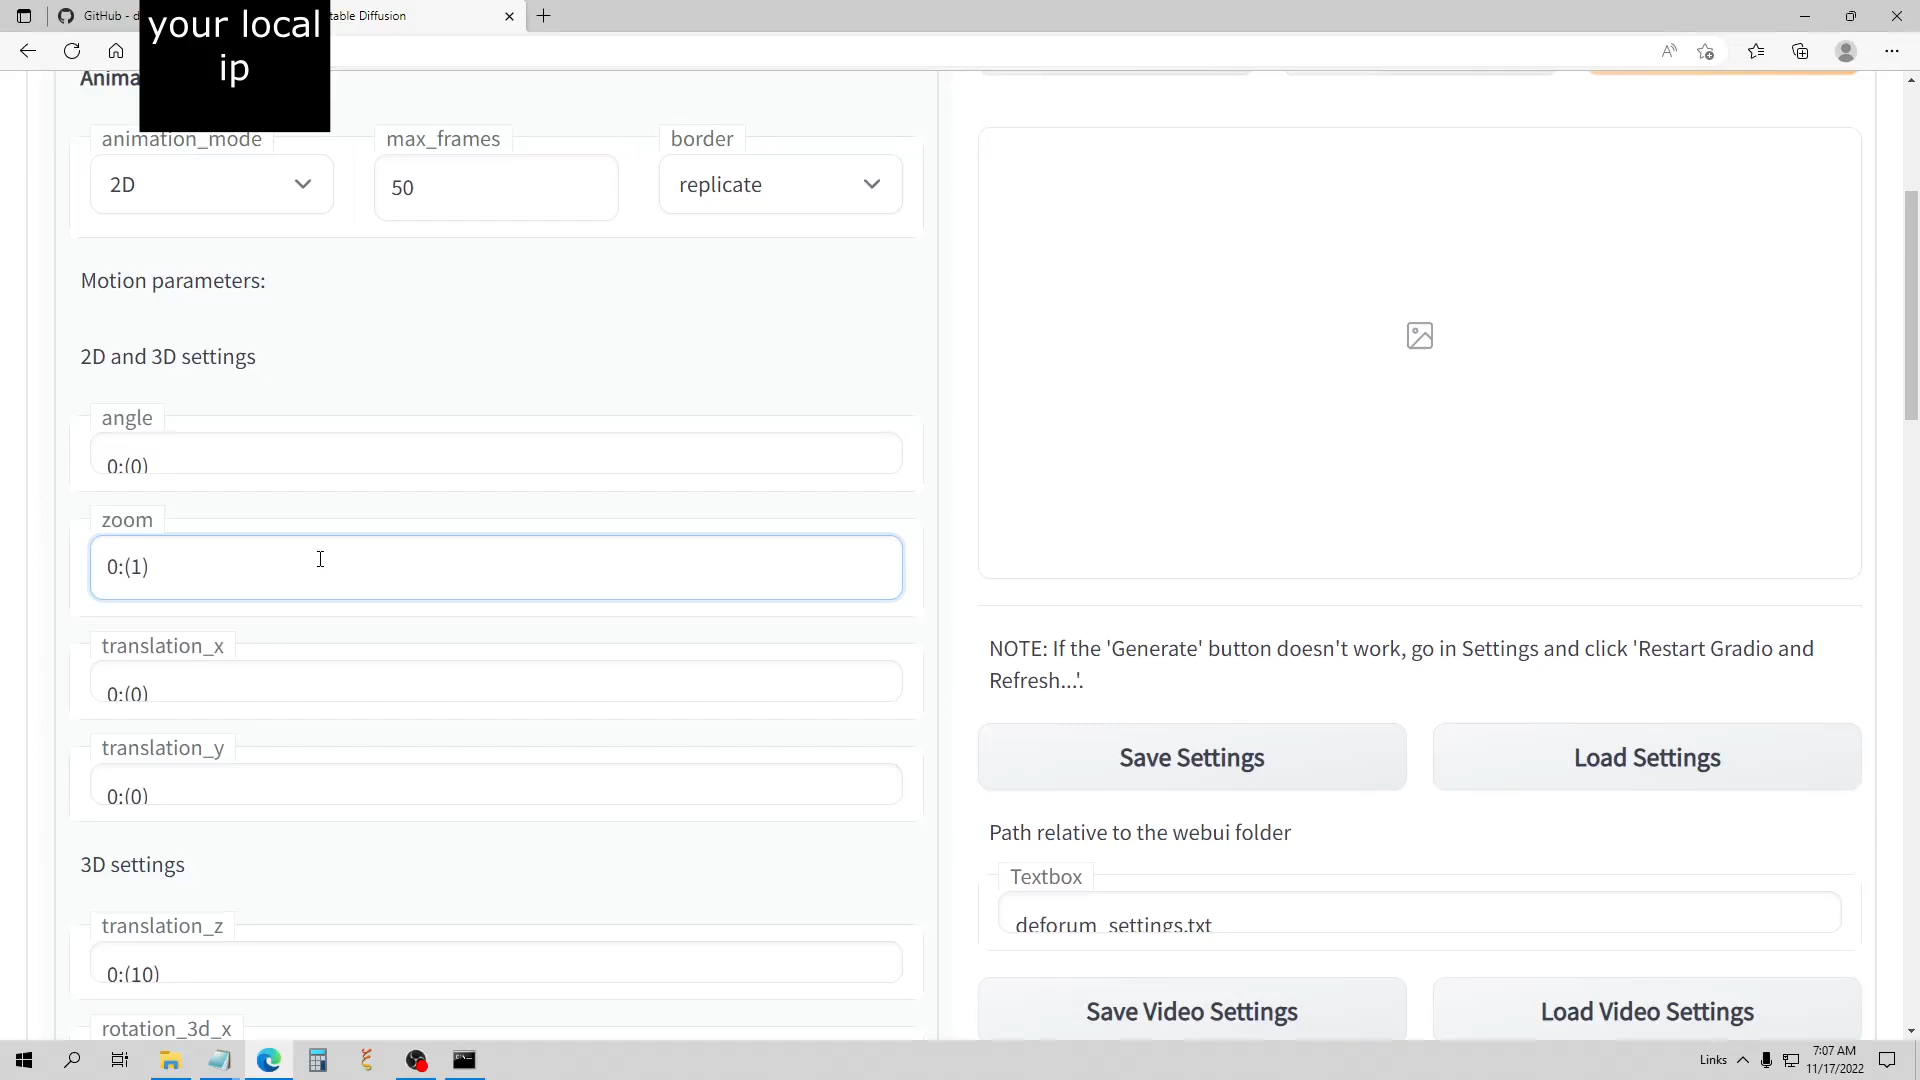 GitHub - d
table Diffusion
your local
ip
Anima
animation_mode
max_frames
border
2D
50
replicate
Motion parameters:
2D and 3D settings
angle
0:(0)
zoom
0:(1)
translation_x
0:(0)
translation_y
0:(0)
3D settings
translation_z
0:(10)
rotation_3d_x
NOTE: If the 'Generate' button doesn't work, go in Settings and click 'Restart Gradio and
Refresh...'.
Save Settings
Load Settings
Path relative to the webui folder
Textbox
deforum_settings.txt
Save Video Settings
Load Video Settings
Links
7:07 AM
11/17/2022